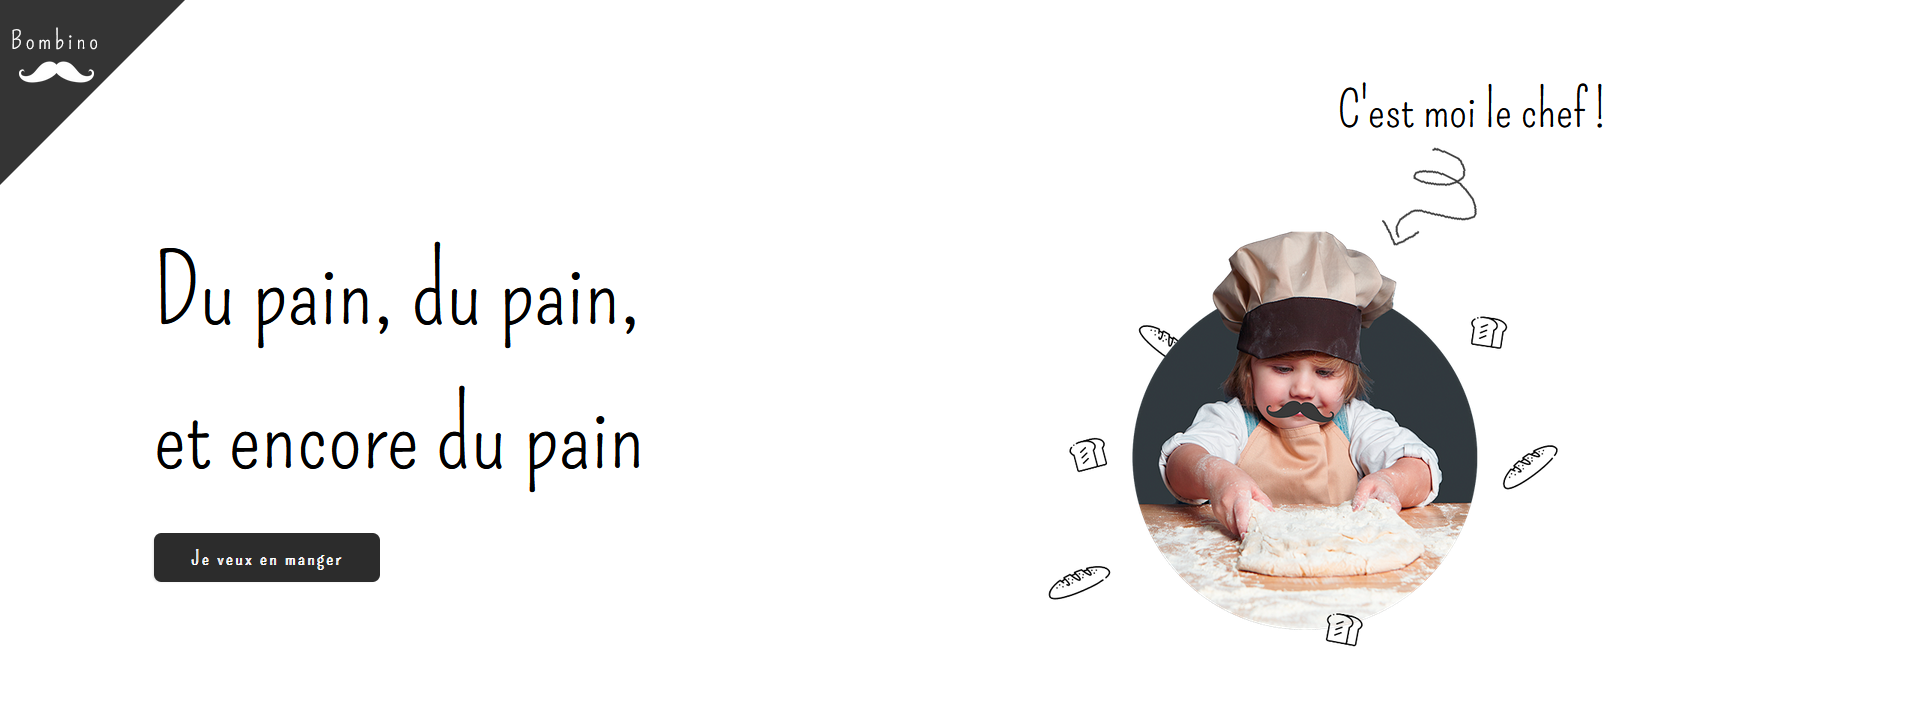 Bombino
C'est moi le chef !
Du pain, du pain,
et encore du pain
Je veux en manger